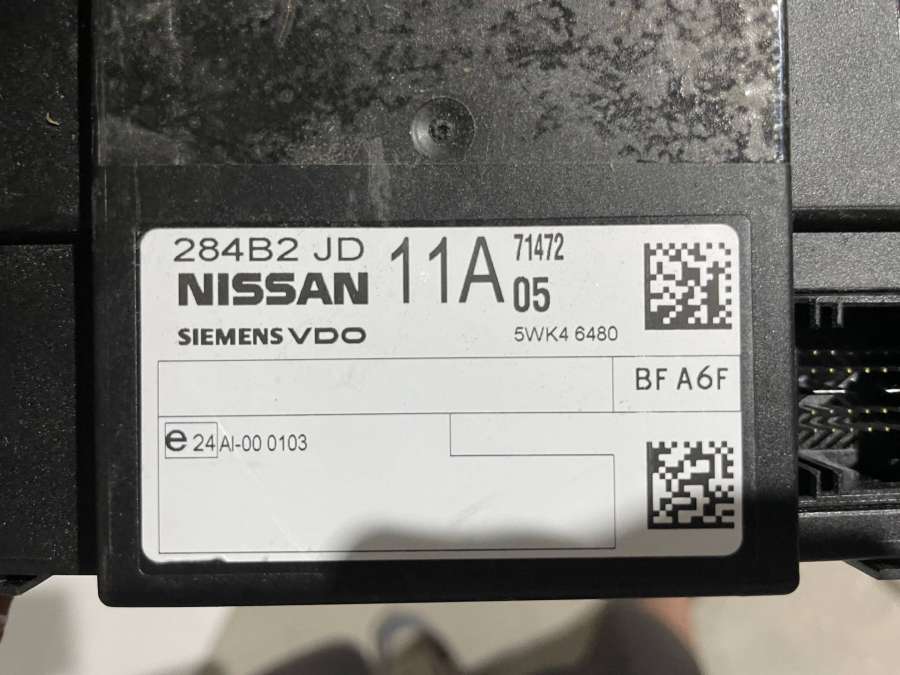 284B2 JD 11A 71472
NISSAN 05
SIEMENS VDO 5WK4 6480
BF A6F
e 24 AI-00 0103